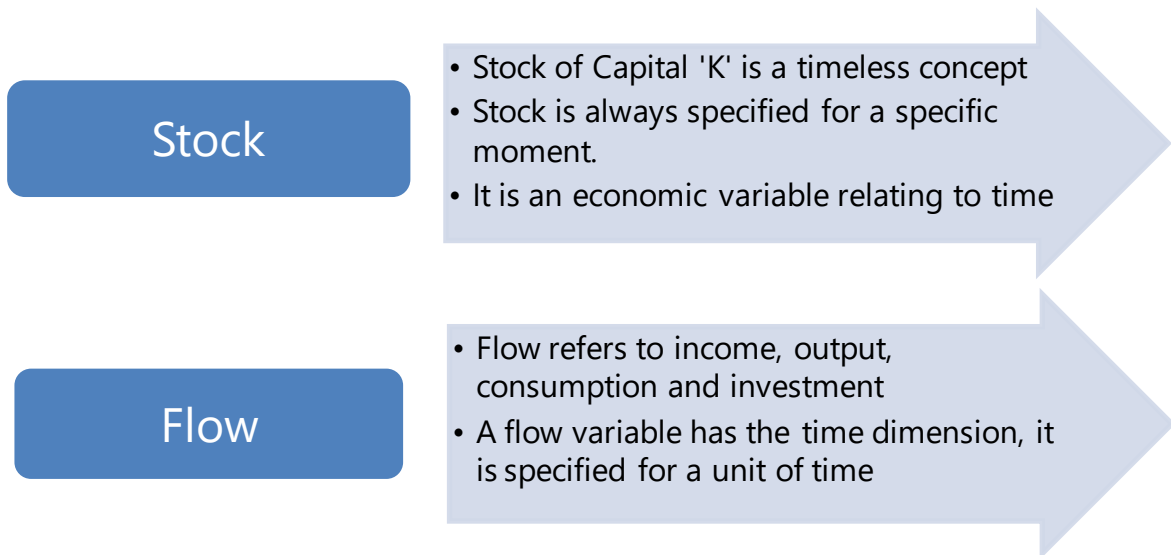 Stock
• Stock of Capital 'K' is a timeless concept
• Stock is always specified for a specific
moment.
• It is an economic variable relating to time
Flow
• Flow refers to income, output,
consumption and investment
• A flow variable has the time dimension, it
is specified for a unit of time